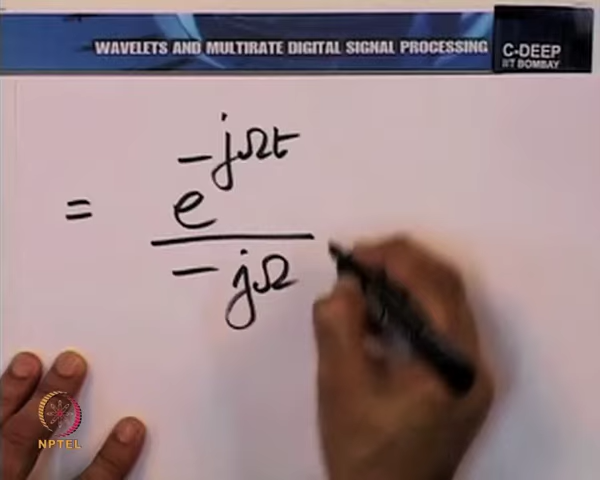 WAVELETS AND MULTIRATE DIGITAL SIGNAL PROCESSING
C-DEEP
IIT BOMBAY
= e^{-jΩt}
/ -jΩ
NPTEL